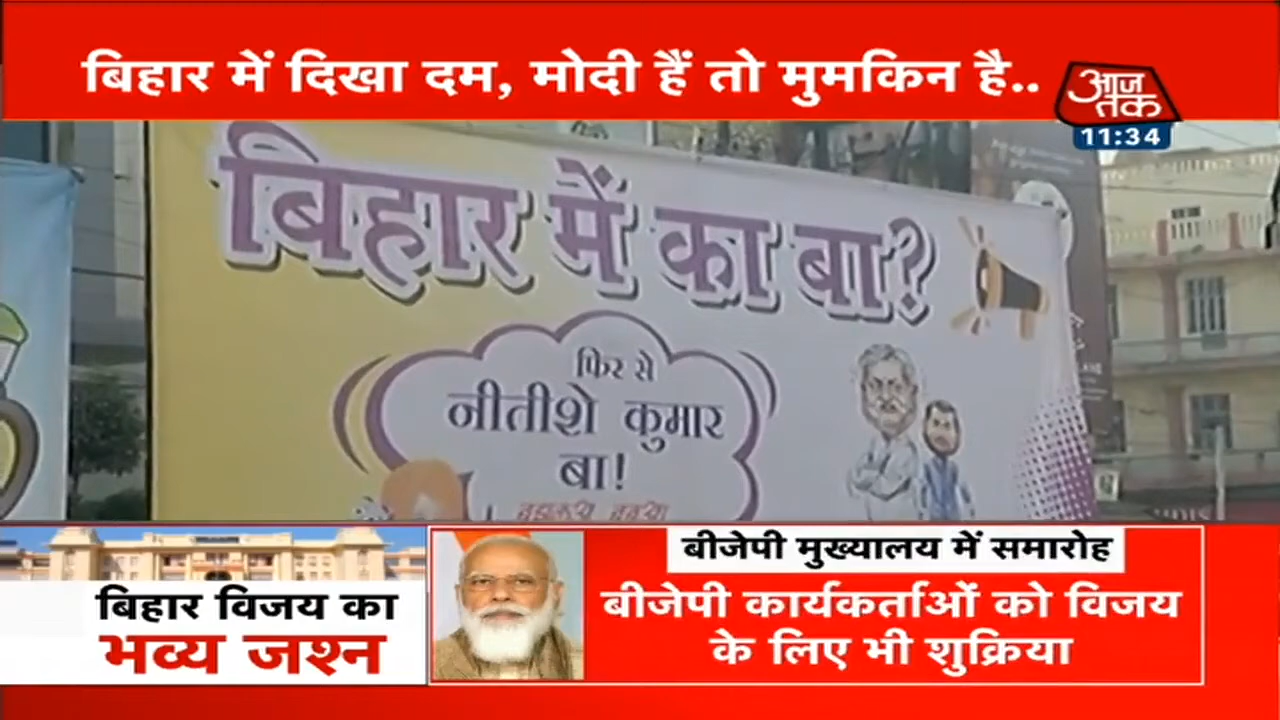 बिहार में दिखा दम, मोदी हैं तो मुमकिन है..
आज
तक
11:34
बिहार में का बा?
फिर से
नीतीशे कुमार
बा!
बिहार विजय का
भव्य जश्न
बीजेपी मुख्यालय में समारोह
बीजेपी कार्यकर्ताओं को विजय
के लिए भी शुक्रिया